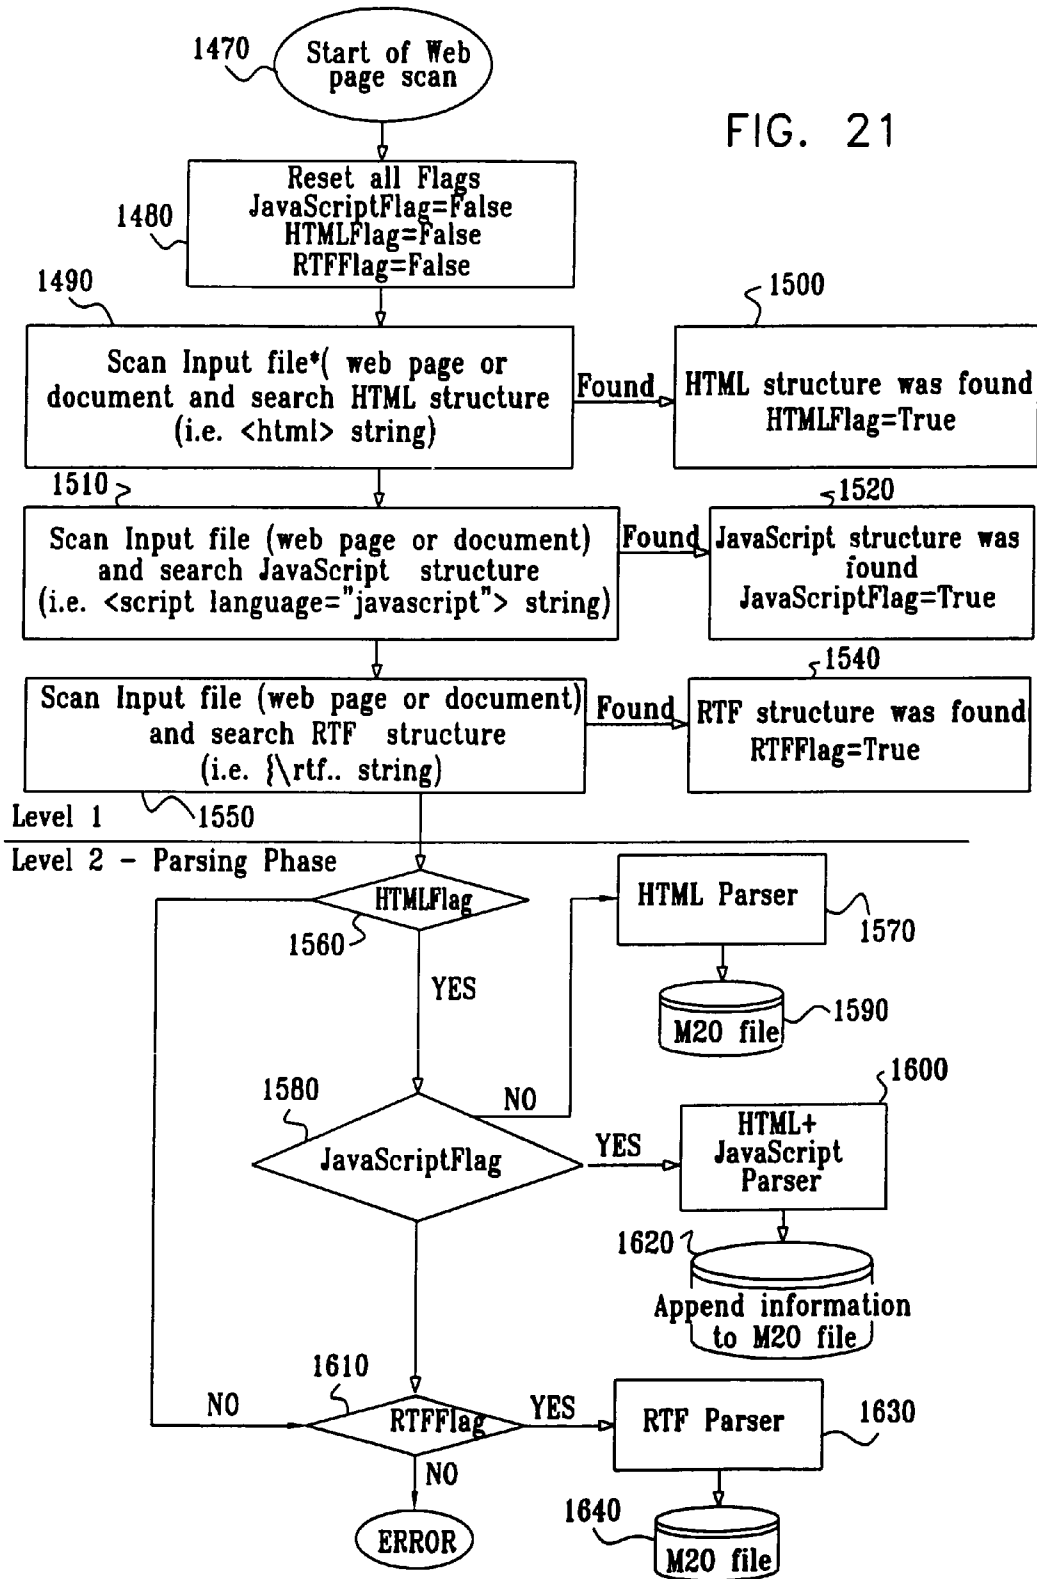 1470
Start of Web
page scan
FIG. 21
1480
Reset all Flags
JavaScriptFlag=False
HTMLFlag=False
RTFFlag=False
1490
Scan Input file*( web page or
document and search HTML structure
(i.e. <html> string)
Found
1500
HTML structure was found
HTMLFlag=True
1510
Scan Input file (web page or document)
and search JavaScript structure
(i.e. <script language="javascript"> string)
Found
1520
JavaScript structure was
found
JavaScriptFlag=True
Scan Input file (web page or document)
and search RTF structure
(i.e. {\rtf.. string)
Found
1540
RTF structure was found
RTFFlag=True
1550
Level 1
Level 2 - Parsing Phase
HTMLFlag
1560
YES
HTML Parser
1570
M20 file
1590
1580
JavaScriptFlag
NO
YES
1600
HTML+
JavaScript
Parser
1620
Append information
to M20 file
NO
1610
RTFFlag
YES
RTF Parser
1630
NO
ERROR
1640
M20 file